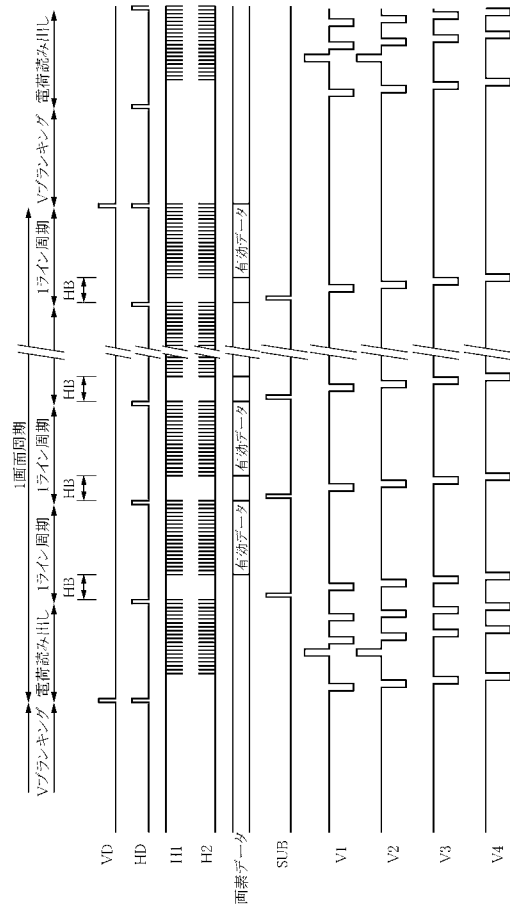 1画面周期
Vブランキング
電荷読み出し
1ライン周期
1ライン周期
1ライン周期
Vブランキング
電荷読み出し
HB
HB
HB
HB
VD
HD
H1
H2
画素データ
有効データ
有効データ
有効データ
SUB
V1
V2
V3
V4